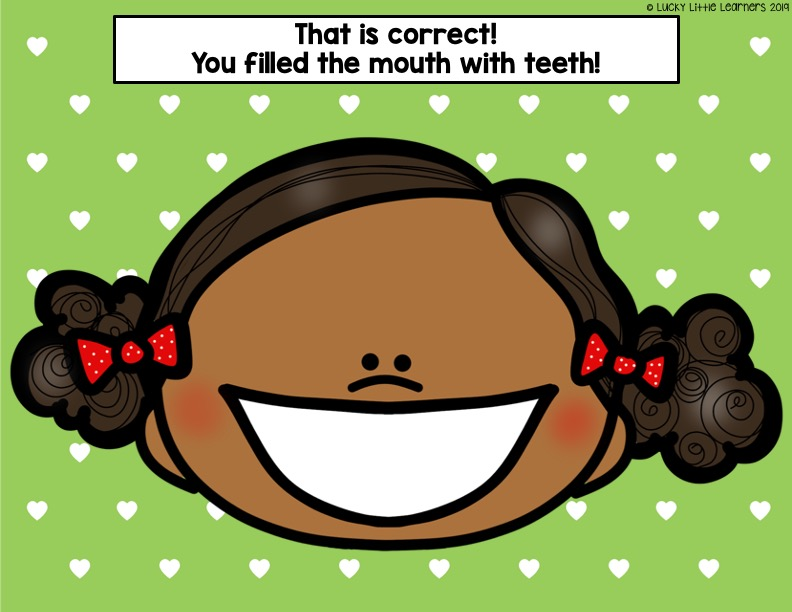 © Lucky Little Learners 2019
That is correct!
You filled the mouth with teeth!